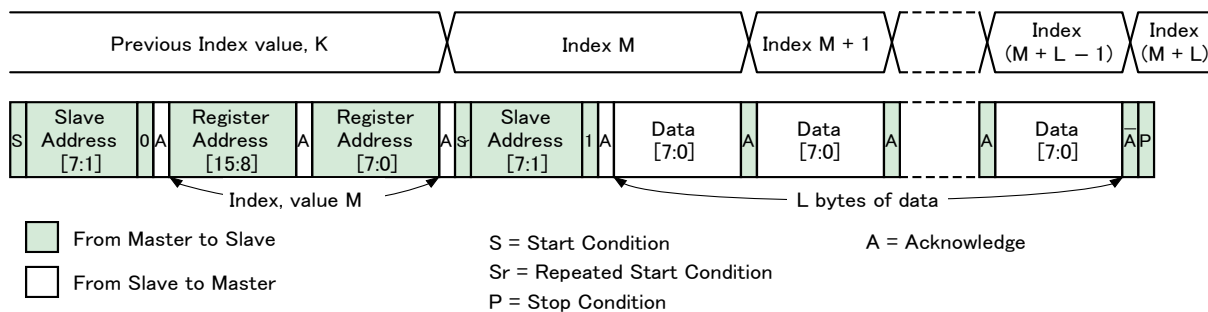 Previous Index value, K
Index M
Index M + 1
Index
(M + L − 1)
Index
(M + L)
S
Slave
Address
[7:1]
0
A
Register
Address
[15:8]
A
Register
Address
[7:0]
A
Sr
Slave
Address
[7:1]
1
A
Data
[7:0]
A
Data
[7:0]
A
A
Data
[7:0]
A̅
P
Index, value M
L bytes of data
From Master to Slave
From Slave to Master
S = Start Condition
Sr = Repeated Start Condition
P = Stop Condition
A = Acknowledge